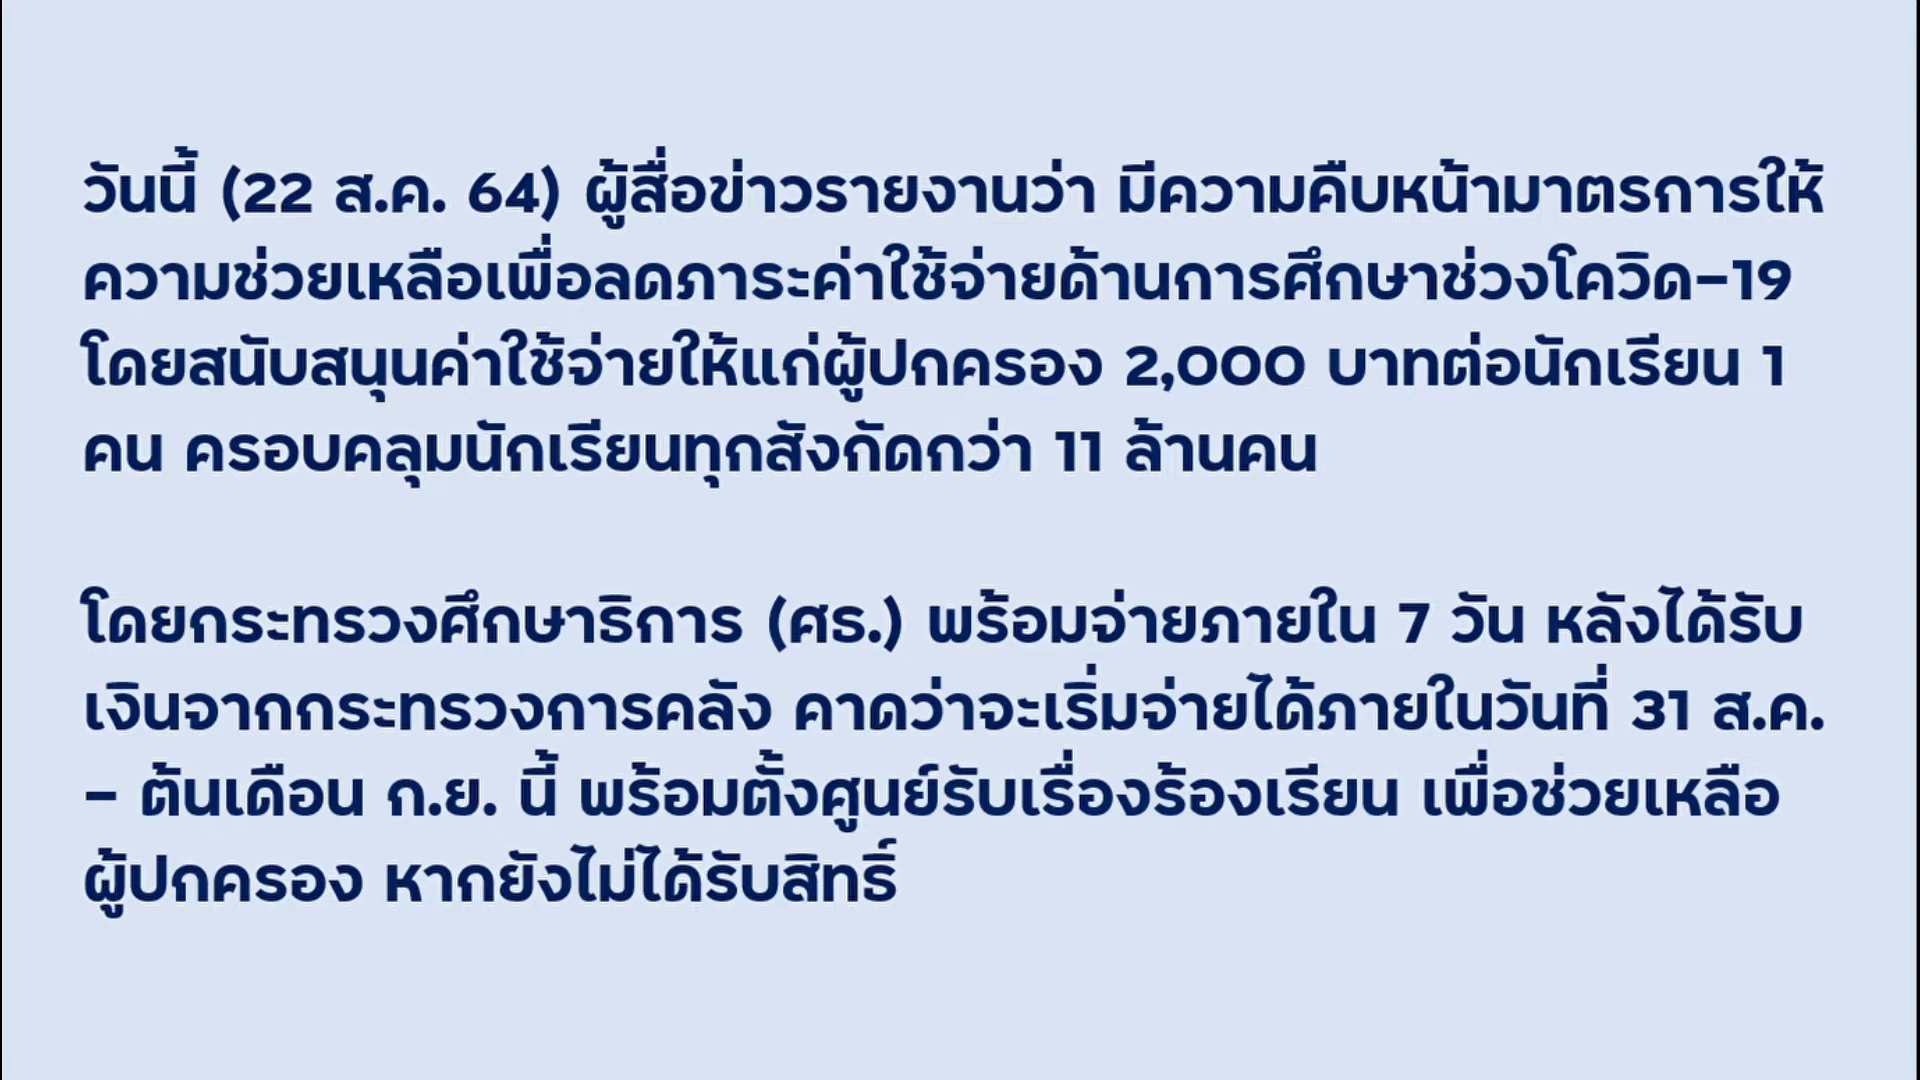 วันนี้ (22 ส.ค. 64) ผู้สื่อข่าวรายงานว่า มีความคืบหน้ามาตรการให้
ความช่วยเหลือเพื่อลดภาระค่าใช้จ่ายด้านการศึกษาช่วงโควิด-19
โดยสนับสนุนค่าใช้จ่ายให้แก่ผู้ปกครอง 2,000 บาทต่อนักเรียน 1
คน ครอบคลุมนักเรียนทุกสังกัดกว่า 11 ล้านคน
โดยกระทรวงศึกษาธิการ (ศธ.) พร้อมจ่ายภายใน 7 วัน หลังได้รับ
เงินจากกระทรวงการคลัง คาดว่าจะเริ่มจ่ายได้ภายในวันที่ 31 ส.ค.
- ต้นเดือน ก.ย. นี้ พร้อมตั้งศูนย์รับเรื่องร้องเรียน เพื่อช่วยเหลือ
ผู้ปกครอง หากยังไม่ได้รับสิทธิ์